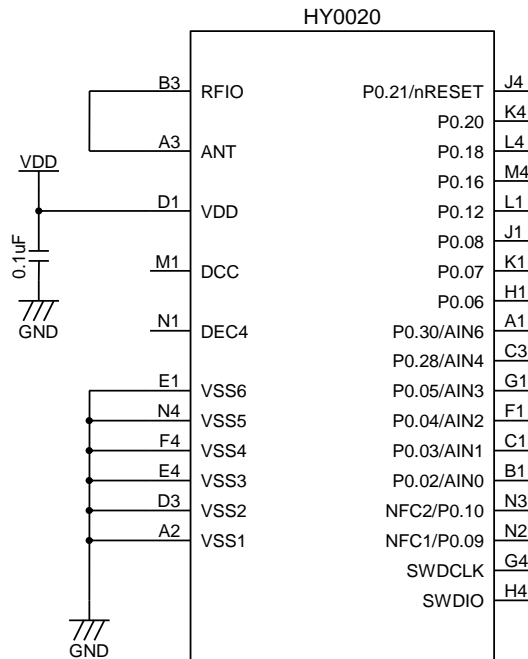 HY0020
B3 RFIO P0.21/nRESET J4
P0.20 K4
A3 ANT P0.18 L4
VDD
P0.16 M4
D1 VDD P0.12 L1
0.1uF
P0.08 J1
M1 DCC P0.07 K1
P0.06 H1
GND
N1 DEC4 P0.30/AIN6 A1
P0.28/AIN4 C3
E1 VSS6 P0.05/AIN3 G1
N4 VSS5 P0.04/AIN2 F1
F4 VSS4 P0.03/AIN1 C1
E4 VSS3 P0.02/AIN0 B1
D3 VSS2 NFC2/P0.10 N3
A2 VSS1 NFC1/P0.09 N2
SWDCLK G4
SWDIO H4
GND